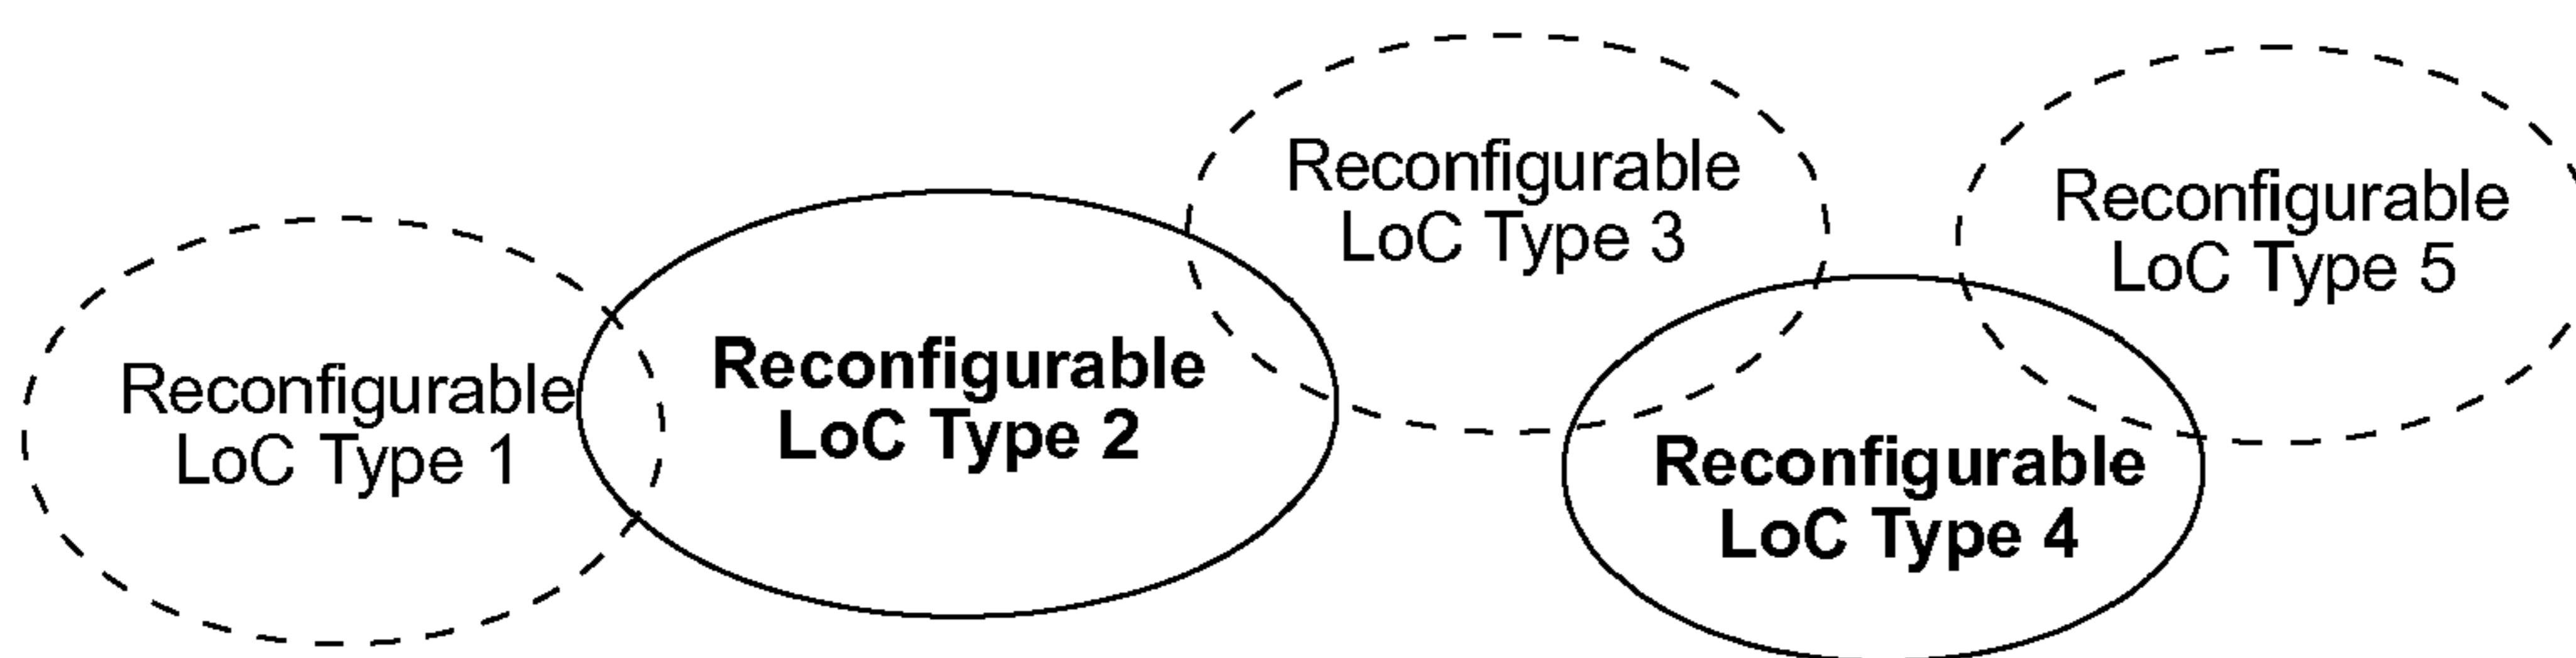 Reconfigurable
LoC Type 1
Reconfigurable
LoC Type 2
Reconfigurable
LoC Type 3
Reconfigurable
LoC Type 4
Reconfigurable
LoC Type 5